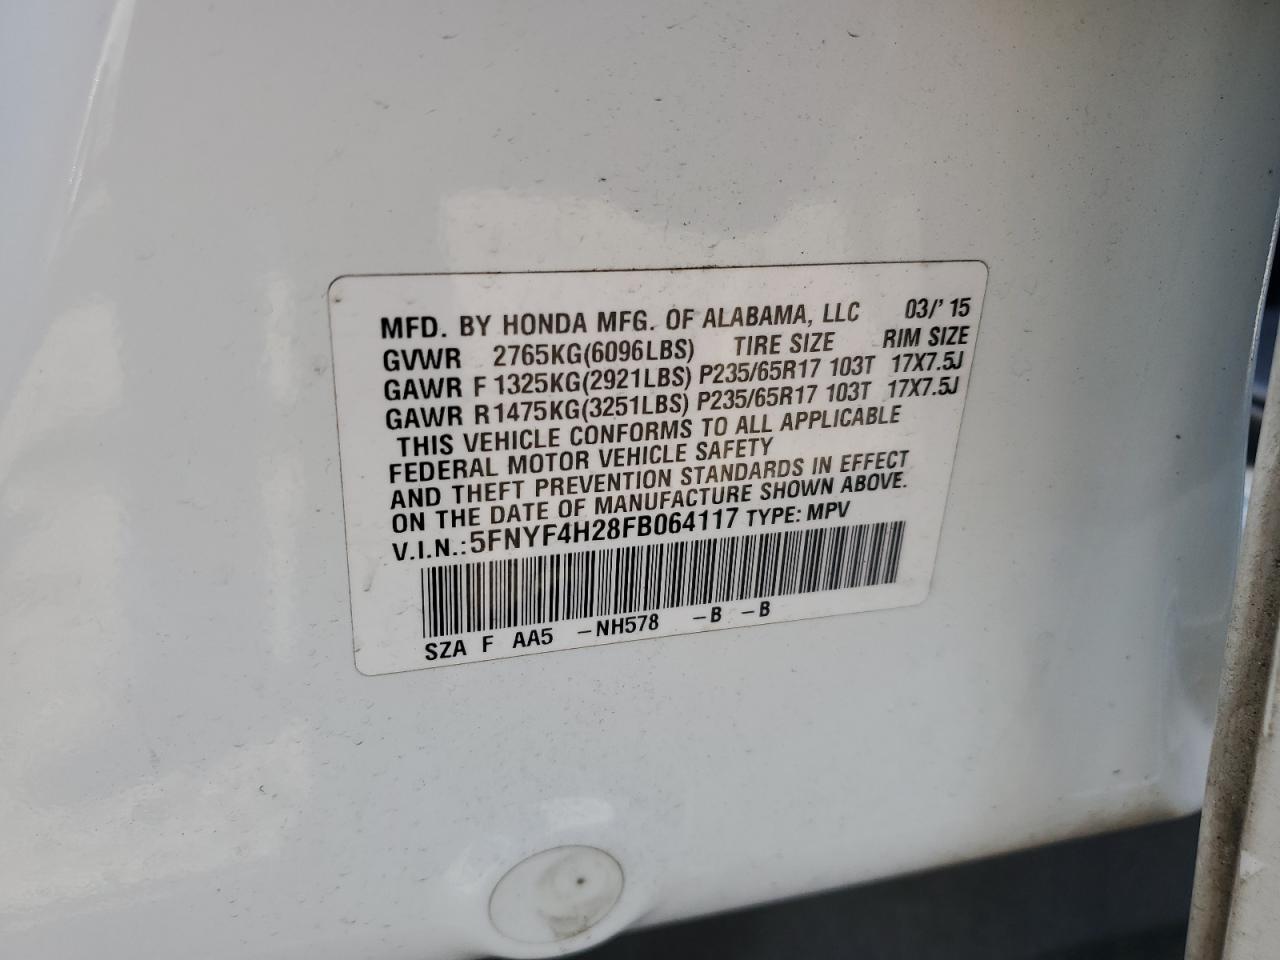 MFD. BY HONDA MFG. OF ALABAMA, LLC 03/'15
GVWR 2765KG(6096LBS) TIRE SIZE RIM SIZE
GAWR F 1325KG(2921LBS) P235/65R17 103T 17X7.5J
GAWR R1475KG(3251LBS) P235/65R17 103T 17X7.5J
THIS VEHICLE CONFORMS TO ALL APPLICABLE
FEDERAL MOTOR VEHICLE SAFETY
AND THEFT PREVENTION STANDARDS IN EFFECT
ON THE DATE OF MANUFACTURE SHOWN ABOVE.
V.I.N.:5FNYF4H28FB064117 TYPE: MPV
SZA F AA5 -NH578 -B -B